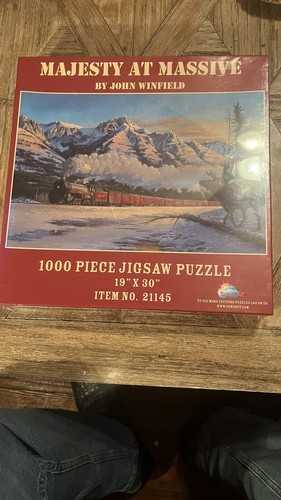 MAJESTY AT MASSIVE
BY JOHN WINFIELD
1000 PIECE JIGSAW PUZZLE
19" X 30"
ITEM NO. 21145